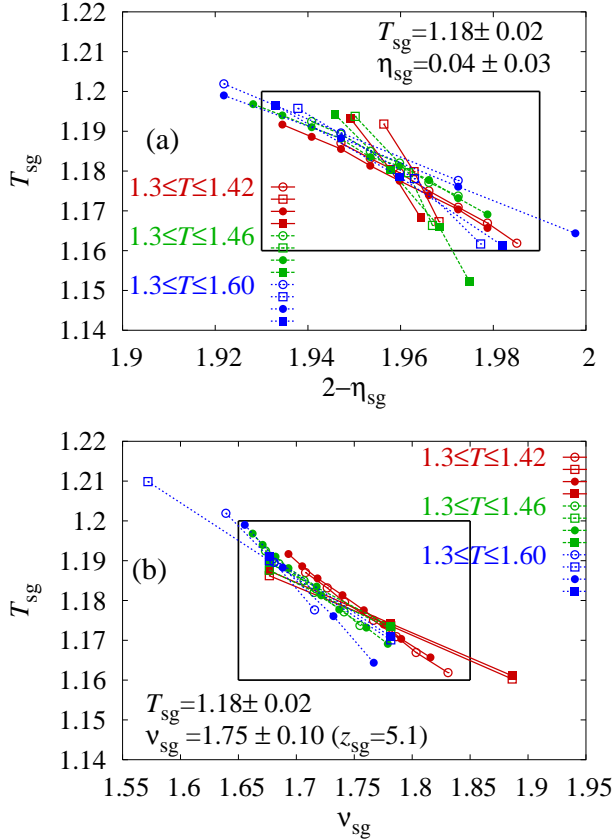 1.22
1.21
1.2
1.19
1.18
1.17
1.16
1.15
1.14
T_sg
T_sg=1.18± 0.02
η_sg=0.04 ± 0.03
(a)
1.3≤T≤1.42
1.3≤T≤1.46
1.3≤T≤1.60
1.9 1.92 1.94 1.96 1.98 2
2−η_sg
1.22
1.21
1.2
1.19
1.18
1.17
1.16
1.15
1.14
T_sg
1.3≤T≤1.42
1.3≤T≤1.46
1.3≤T≤1.60
(b)
T_sg=1.18± 0.02
ν_sg =1.75 ± 0.10 (z_sg=5.1)
1.55 1.6 1.65 1.7 1.75 1.8 1.85 1.9 1.95
ν_sg